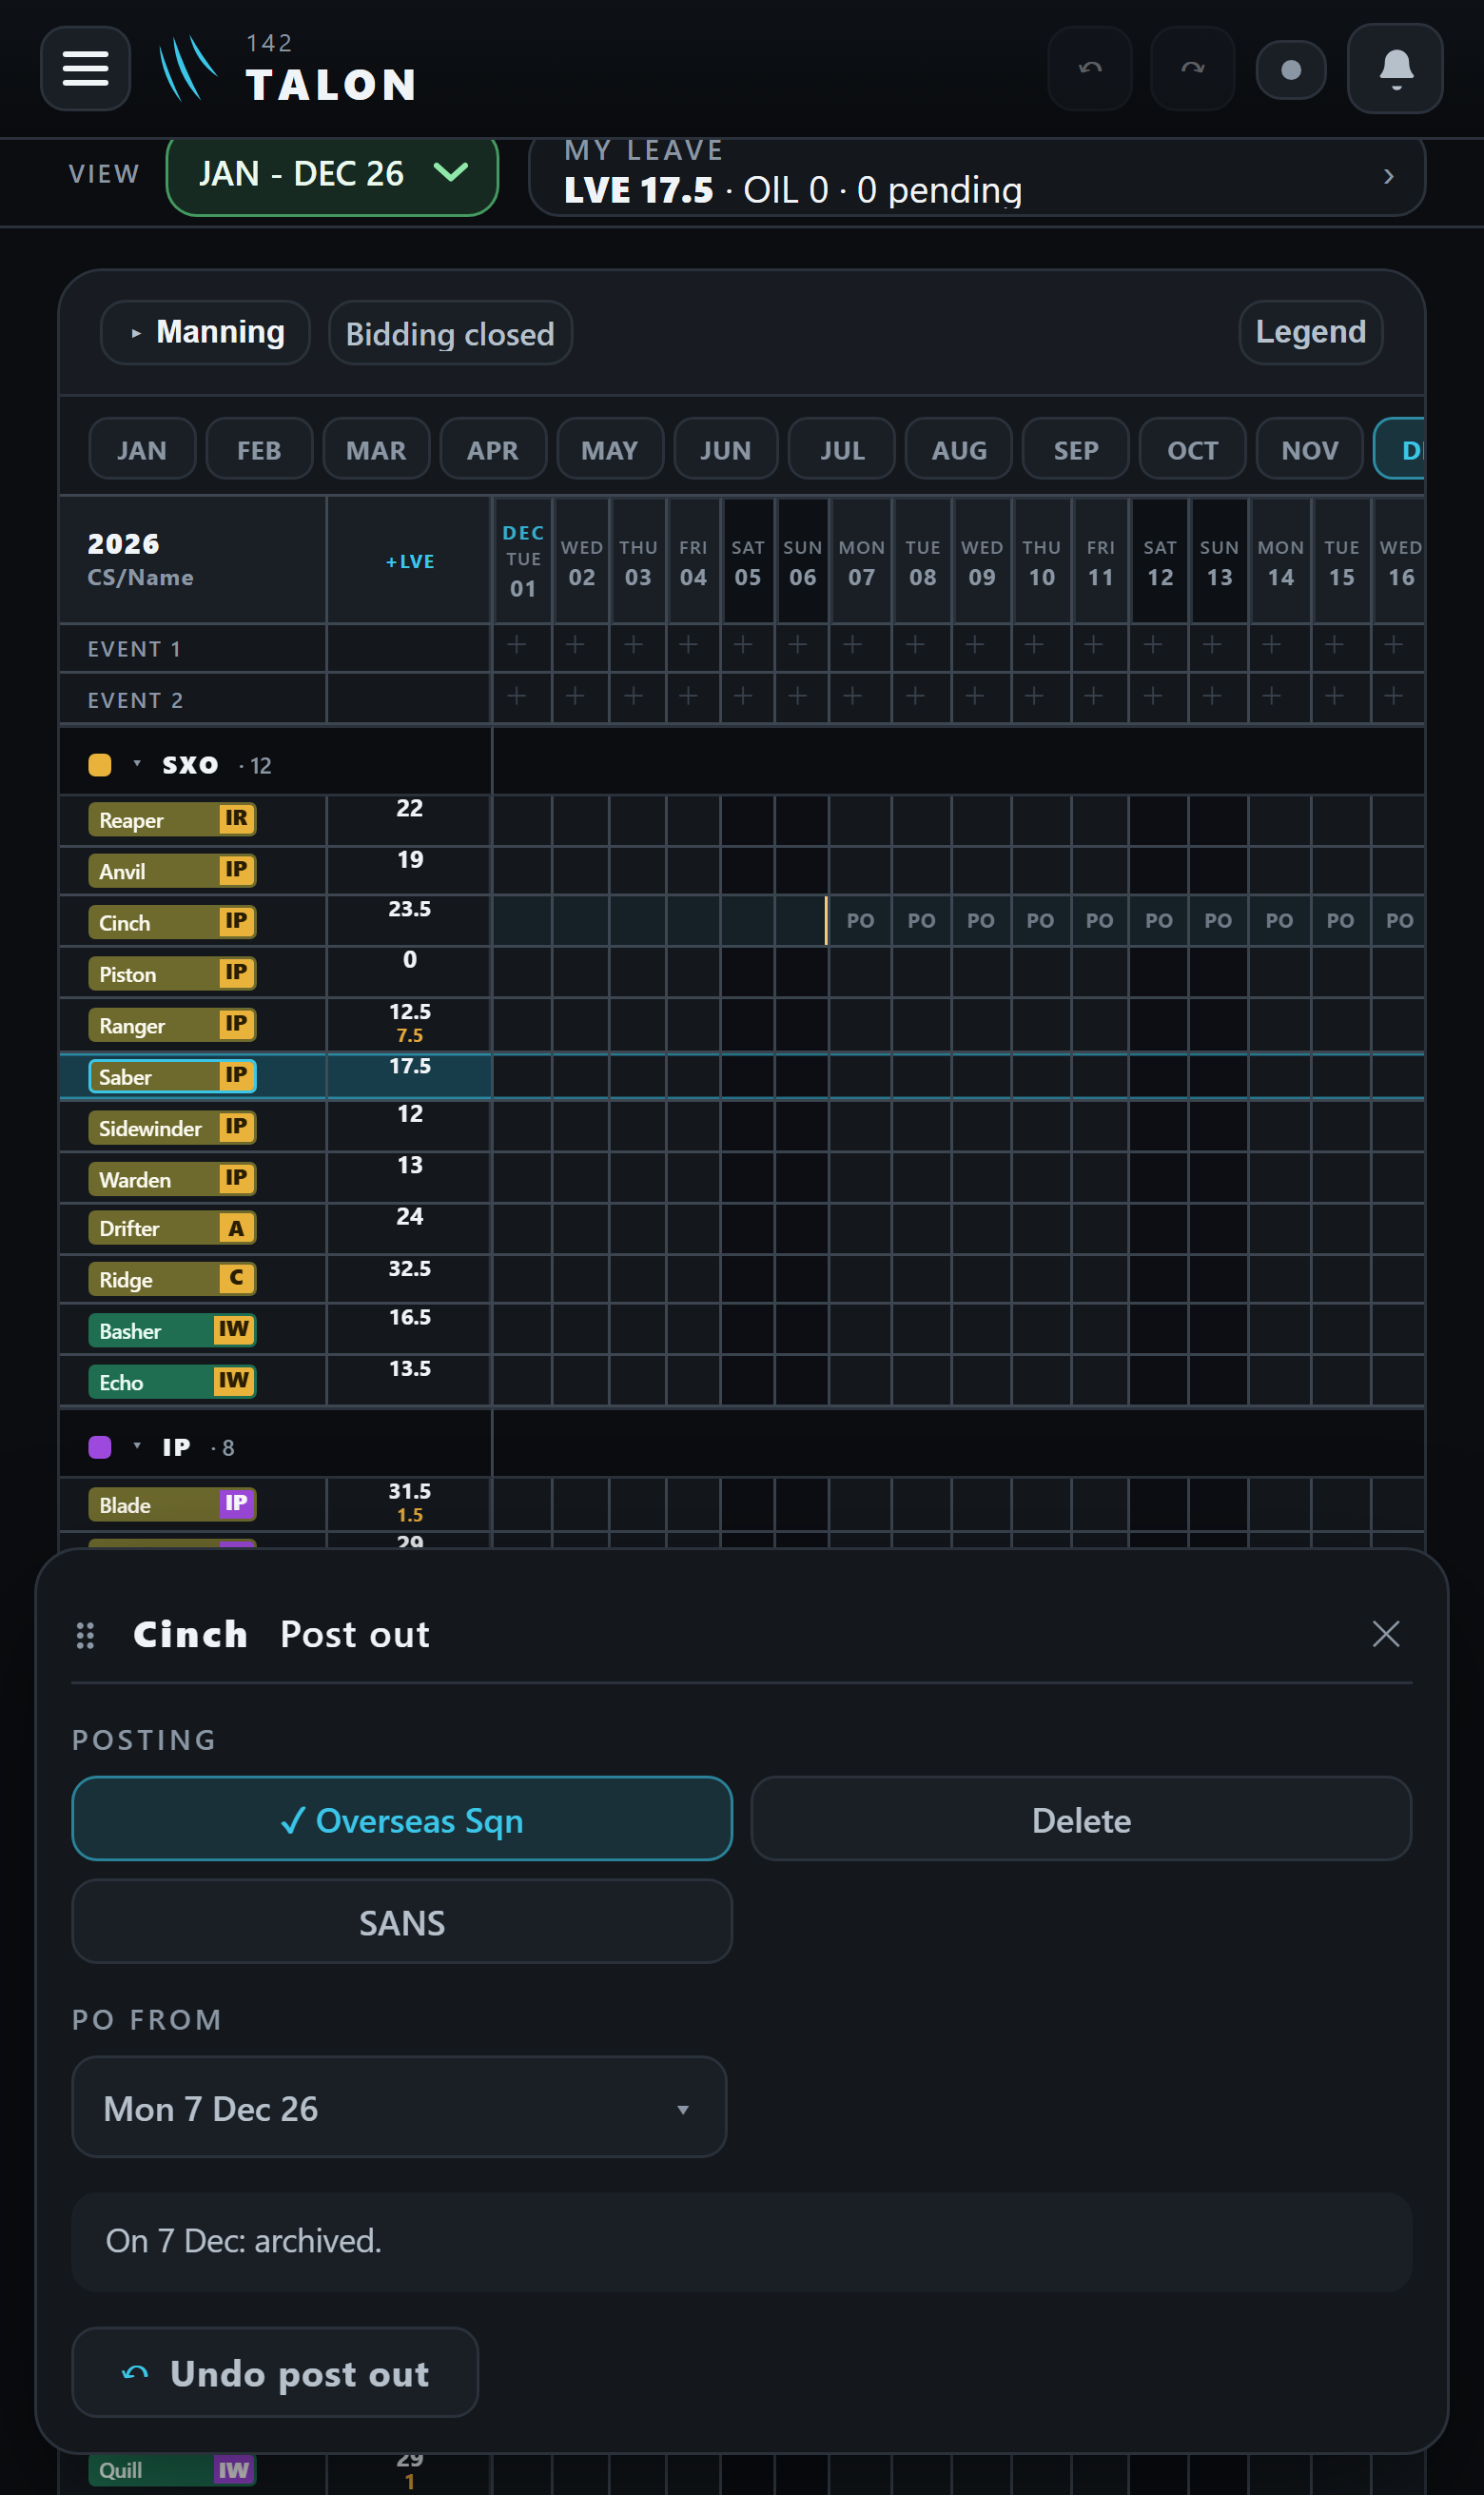 142
TALON
VIEW
JAN - DEC 26
MY LEAVE
LVE 17.5 · OIL 0 · 0 pending
Manning
Bidding closed
Legend
JAN FEB MAR APR MAY JUN JUL AUG SEP OCT NOV
2026
CS/Name
+LVE
DEC
TUE WED THU FRI SAT SUN MON TUE WED THU FRI SAT SUN MON TUE WED
01 02 03 04 05 06 07 08 09 10 11 12 13 14 15 16
EVENT 1 + + + + + + + + + + + + + + + +
EVENT 2 + + + + + + + + + + + + + + + +
SXO · 12
Reaper IR 22
Anvil IP 19
Cinch IP 23.5 PO PO PO PO PO PO PO PO PO PO
Piston IP 0
Ranger IP 12.5
7.5
Saber IP 17.5
Sidewinder IP 12
Warden IP 13
Drifter A 24
Ridge C 32.5
Basher IW 16.5
Echo IW 13.5
IP · 8
Blade IP 31.5
1.5
29
Cinch Post out
POSTING
✓ Overseas Sqn
Delete
SANS
PO FROM
Mon 7 Dec 26
On 7 Dec: archived.
Undo post out
Quill IW 29
1